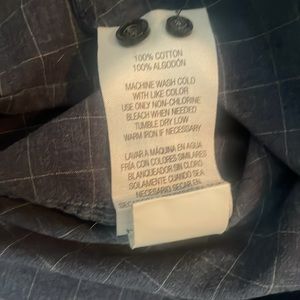 100% COTTON
100% ALGODÓN
MACHINE WASH COLD
WITH LIKE COLOR
USE ONLY NON-CHLORINE
BLEACH WHEN NEEDED
TUMBLE DRY LOW
WARM IRON IF NECESSARY
LAVAR A MÁQUINA EN AGUA
FRÍA CON COLORES SIMILARES
BLANQUEADOR SIN CLORO
SOLAMENTE CUANDO SEA
NECESARIO SECAR EN